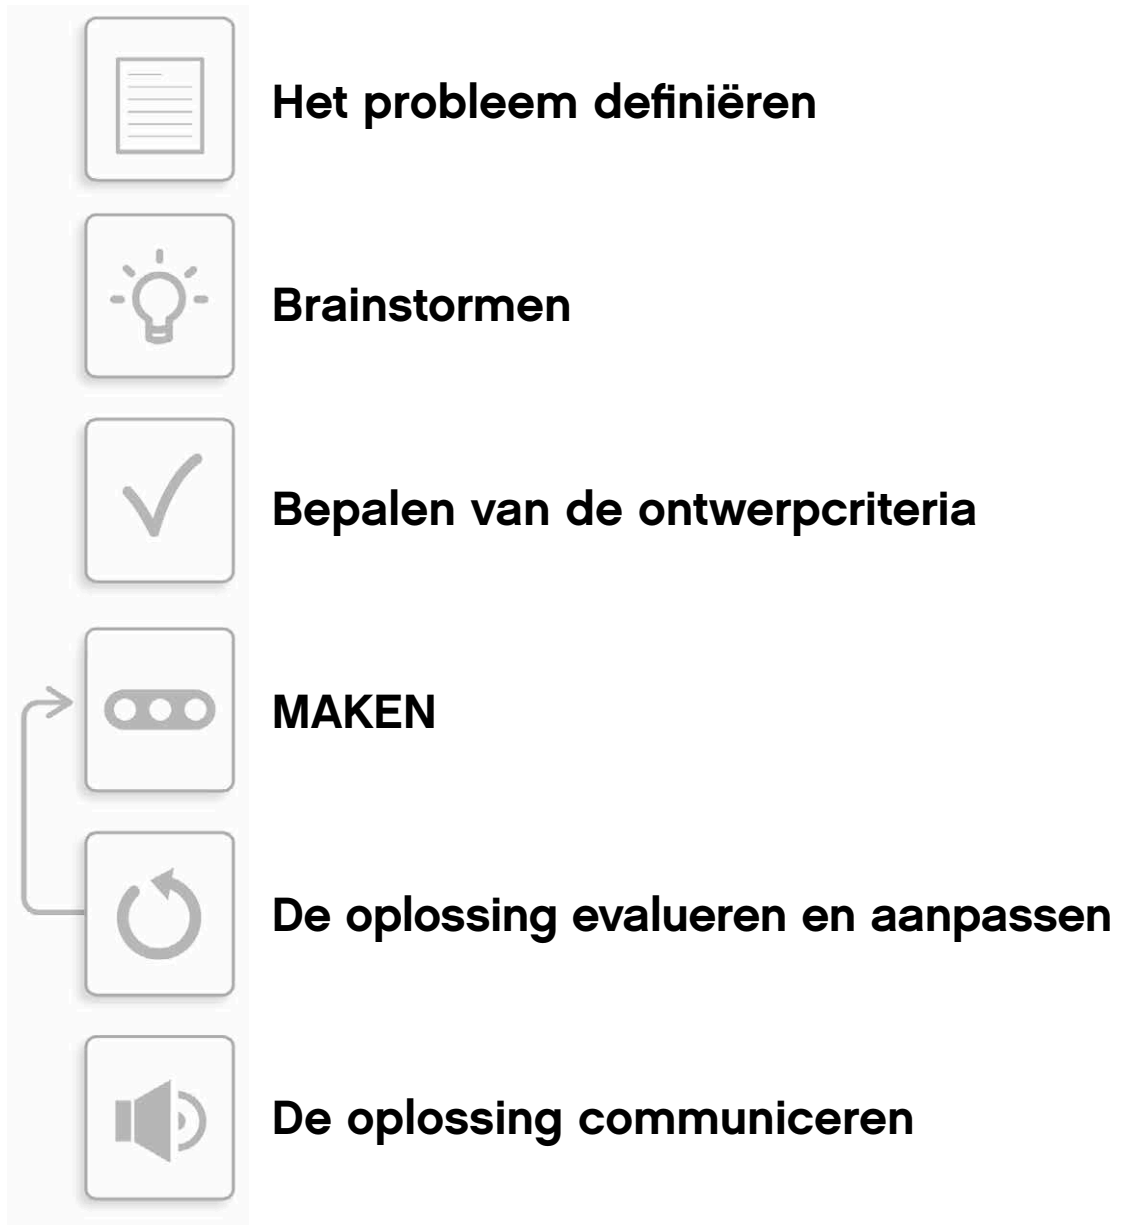 Het probleem definiëren
Brainstormen
Bepalen van de ontwerpcriteria
MAKEN
De oplossing evalueren en aanpassen
De oplossing communiceren